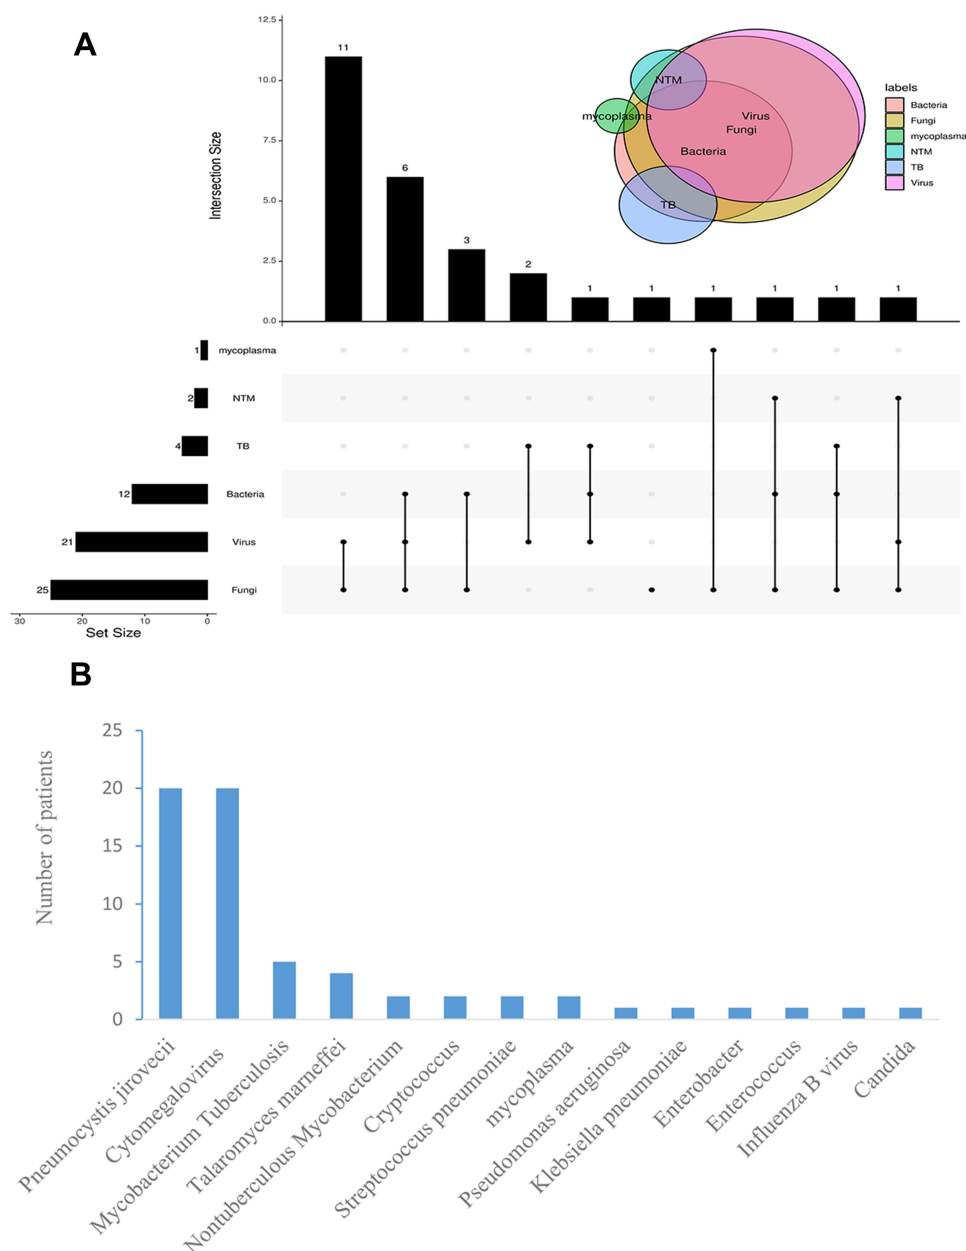 A
12.5
10.0
7.5
5.0
2.5
0.0
Intersection Size
11
6
3
2
1
1
1
1
1
1
NTM
mycoplasma
Virus
Fungi
Bacteria
TB
labels
Bacteria
Fungi
mycoplasma
NTM
TB
Virus
1 mycoplasma
2 NTM
4 TB
12 Bacteria
21 Virus
25 Fungi
30 20 10 0
Set Size
B
25
20
15
10
5
0
Number of patients
Pneumocystis jirovecii
Cytomegalovirus
Mycobacterium Tuberculosis
Talaromyces marneffei
Nontuberculous Mycobacterium
Cryptococcus
Streptococcus pneumoniae
mycoplasma
Pseudomonas aeruginosa
Klebsiella pneumoniae
Enterobacter
Enterococcus
Influenza B virus
Candida